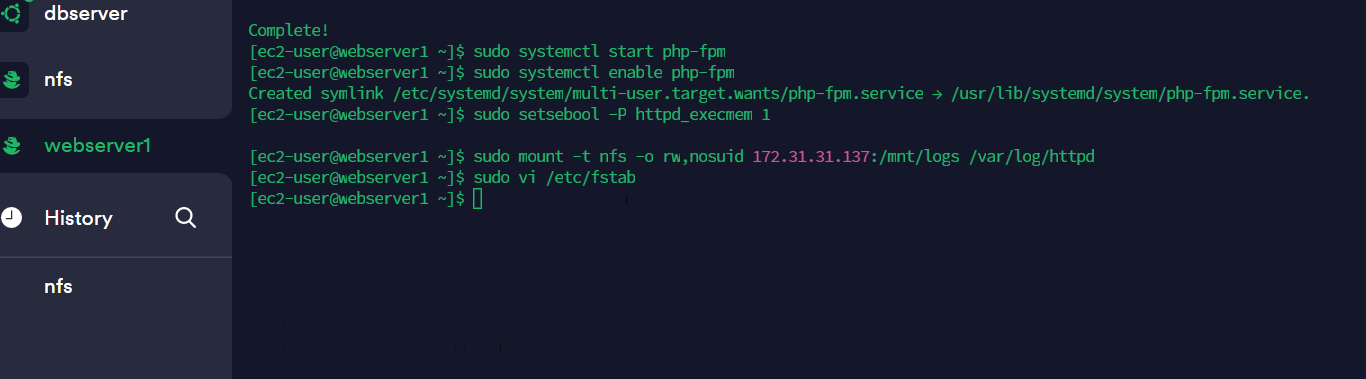 dbserver
nfs
webserver1
History
nfs
Complete!
[ec2-user@webserver1 ~]$ sudo systemctl start php-fpm
[ec2-user@webserver1 ~]$ sudo systemctl enable php-fpm
Created symlink /etc/systemd/system/multi-user.target.wants/php-fpm.service → /usr/lib/systemd/system/php-fpm.service.
[ec2-user@webserver1 ~]$ sudo setsebool -P httpd_execmem 1
[ec2-user@webserver1 ~]$ sudo mount -t nfs -o rw,nosuid 172.31.31.137:/mnt/logs /var/log/httpd
[ec2-user@webserver1 ~]$ sudo vi /etc/fstab
[ec2-user@webserver1 ~]$